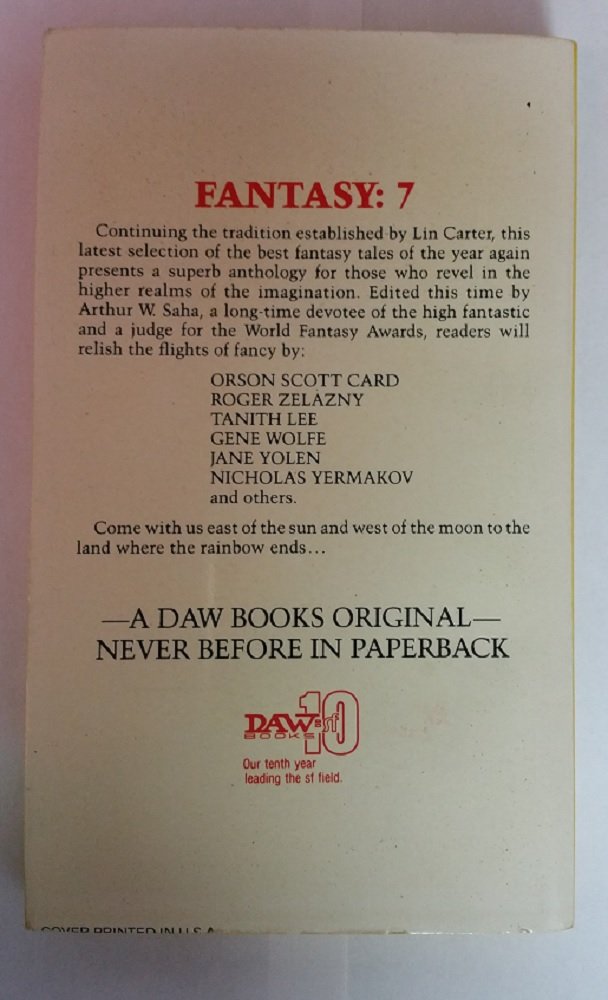 FANTASY: 7
Continuing the tradition established by Lin Carter, this
latest selection of the best fantasy tales of the year again
presents a superb anthology for those who revel in the
higher realms of the imagination. Edited this time by
Arthur W. Saha, a long-time devotee of the high fantastic
and a judge for the World Fantasy Awards, readers will
relish the flights of fancy by:
ORSON SCOTT CARD
ROGER ZELAZNY
TANITH LEE
GENE WOLFE
JANE YOLEN
NICHOLAS YERMAKOV
and others.
Come with us east of the sun and west of the moon to the
land where the rainbow ends...
—A DAW BOOKS ORIGINAL—
NEVER BEFORE IN PAPERBACK
DAW sf 10
BOOKS
Our tenth year
leading the sf field.
COVER PRINTED IN U.S.A.